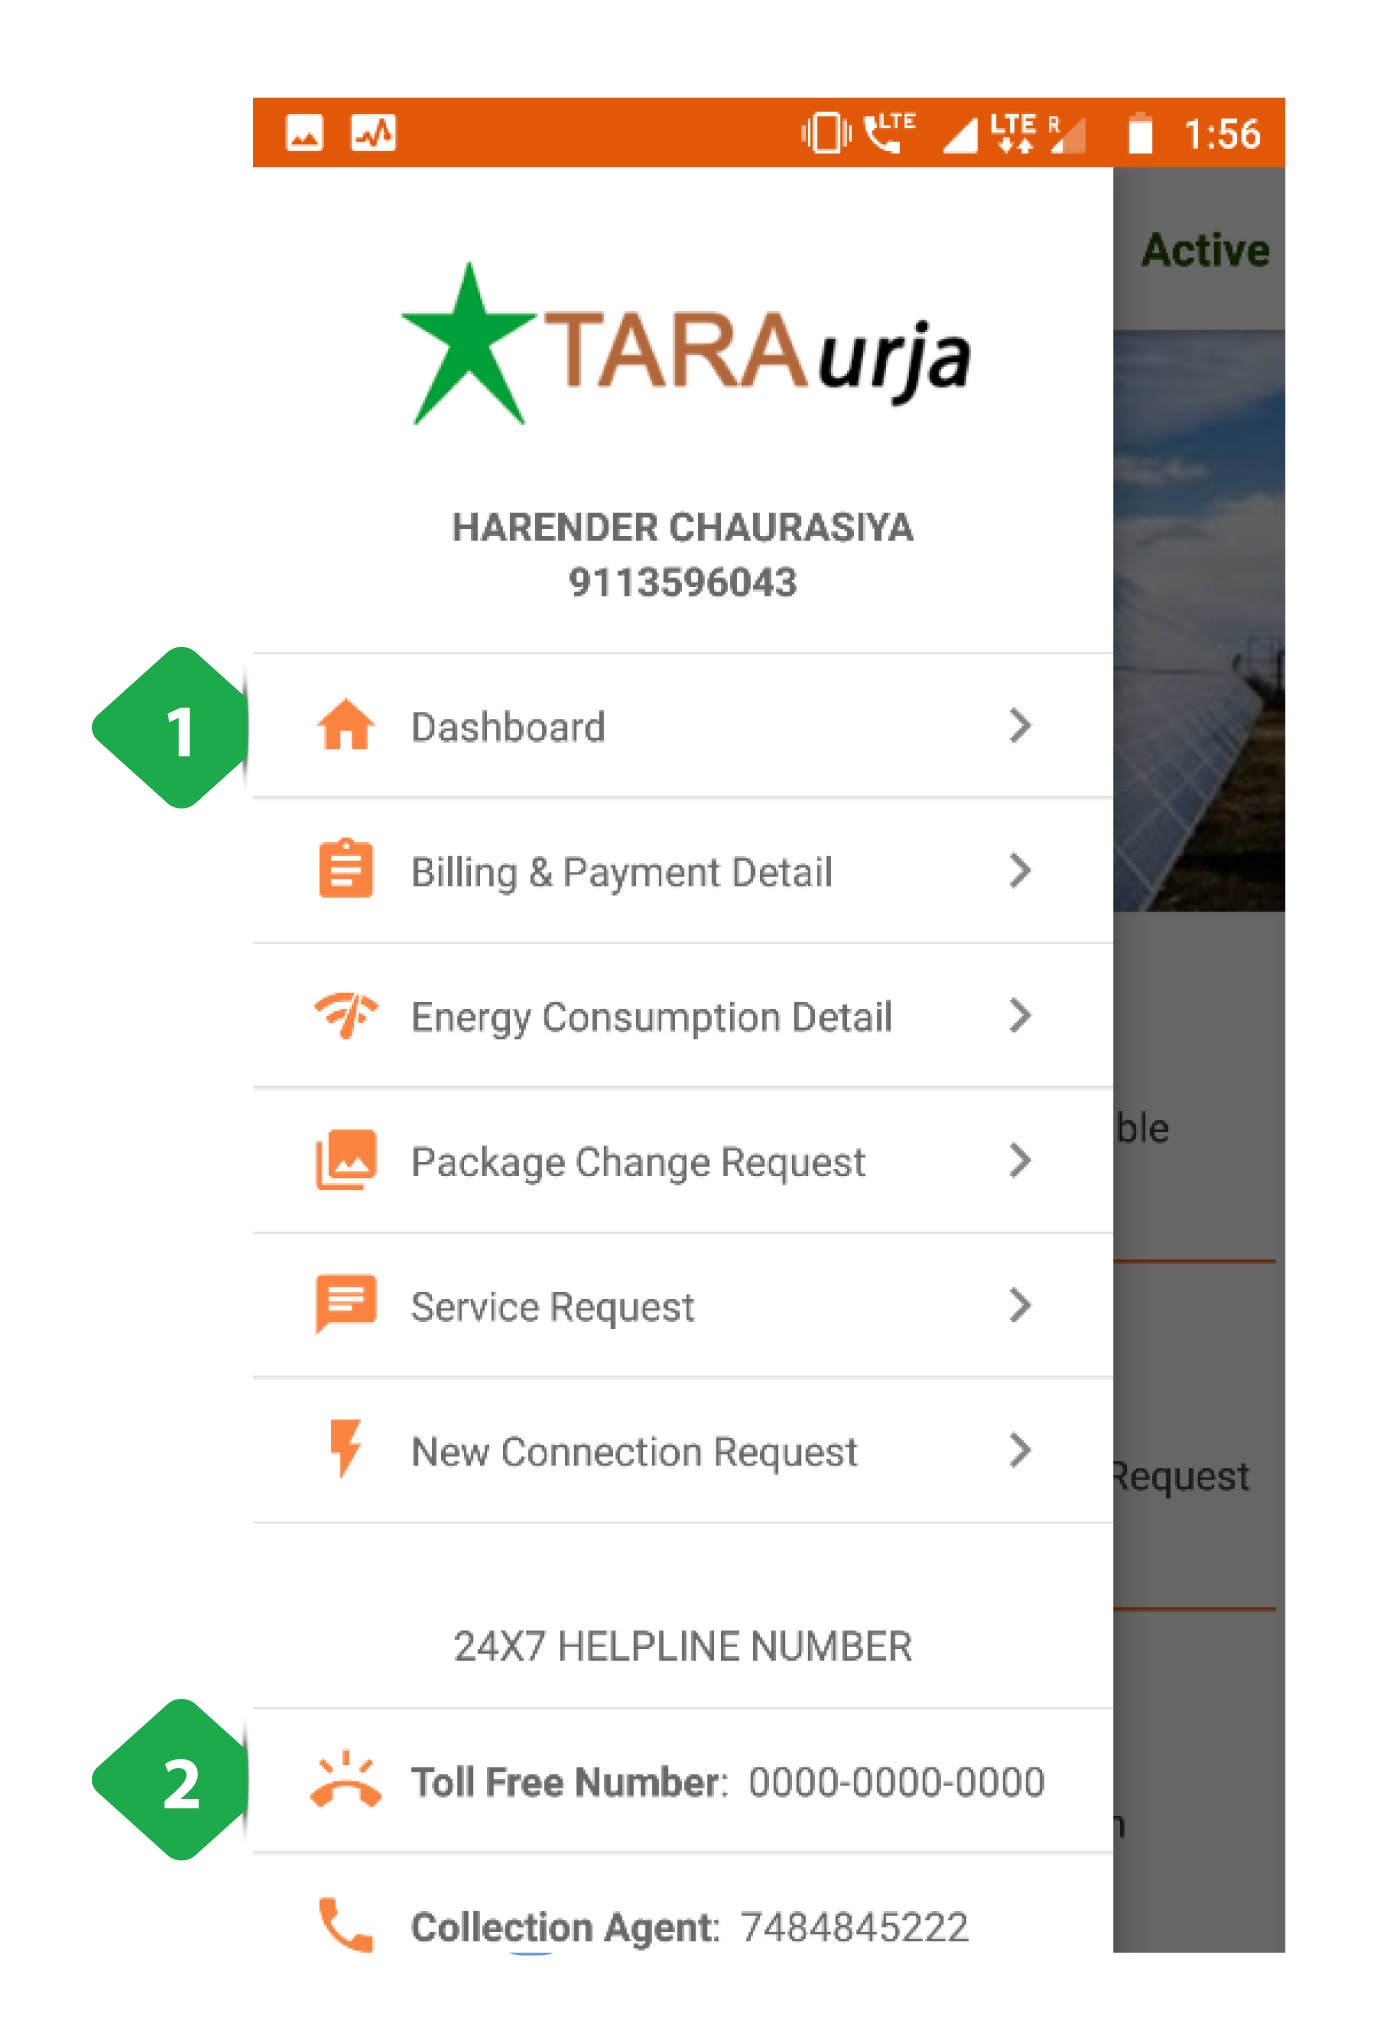 LTE LTE R 1:56
Active
TARAurja
HARENDER CHAURASIYA
9113596043
1
Dashboard
Billing & Payment Detail
Energy Consumption Detail
ble
Package Change Request
Service Request
New Connection Request
Request
24X7 HELPLINE NUMBER
2
Toll Free Number: 0000-0000-0000
Collection Agent: 7484845222